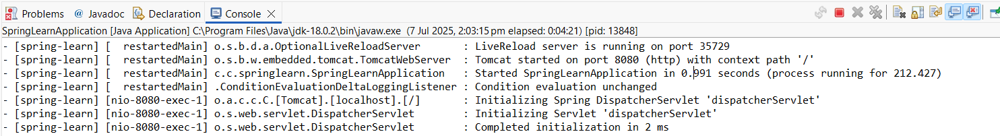 Problems @ Javadoc Declaration Console
SpringLearnApplication [Java Application] C:\Program Files\Java\jdk-18.0.2\bin\javaw.exe (7 Jul 2025, 2:03:15 pm elapsed: 0:04:21) [pid: 13848]
- [spring-learn] [  restartedMain] o.s.b.d.a.OptionalLiveReloadServer       : LiveReload server is running on port 35729
- [spring-learn] [  restartedMain] o.s.b.w.embedded.tomcat.TomcatWebServer  : Tomcat started on port 8080 (http) with context path '/'
- [spring-learn] [  restartedMain] c.c.springlearn.SpringLearnApplication   : Started SpringLearnApplication in 0.991 seconds (process running for 212.427)
- [spring-learn] [  restartedMain] .ConditionEvaluationDeltaLoggingListener : Condition evaluation unchanged
- [spring-learn] [nio-8080-exec-1] o.a.c.c.C.[Tomcat].[localhost].[/]       : Initializing Spring DispatcherServlet 'dispatcherServlet'
- [spring-learn] [nio-8080-exec-1] o.s.web.servlet.DispatcherServlet        : Initializing Servlet 'dispatcherServlet'
- [spring-learn] [nio-8080-exec-1] o.s.web.servlet.DispatcherServlet        : Completed initialization in 2 ms